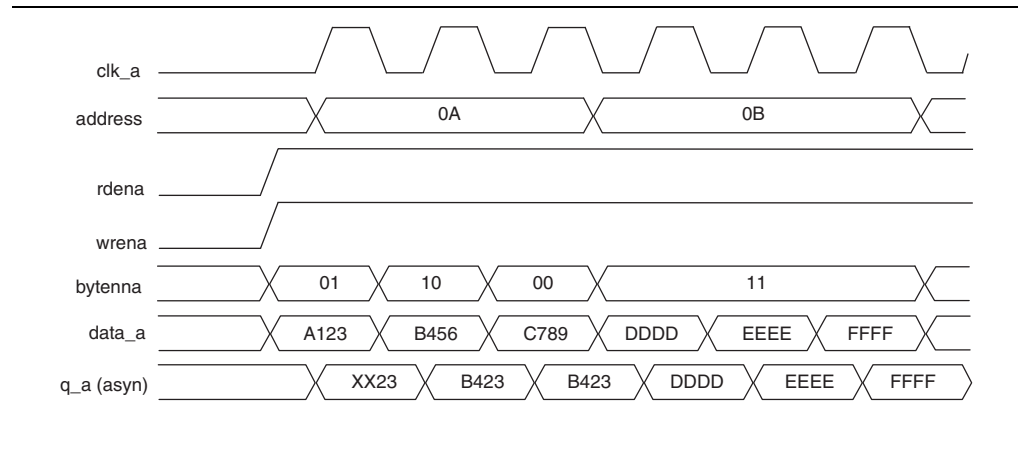 clk_a
address 0A 0B
rdena
wrena
bytenna 01 10 00 11
data_a A123 B456 C789 DDDD EEEE FFFF
q_a (asyn) XX23 B423 B423 DDDD EEEE FFFF